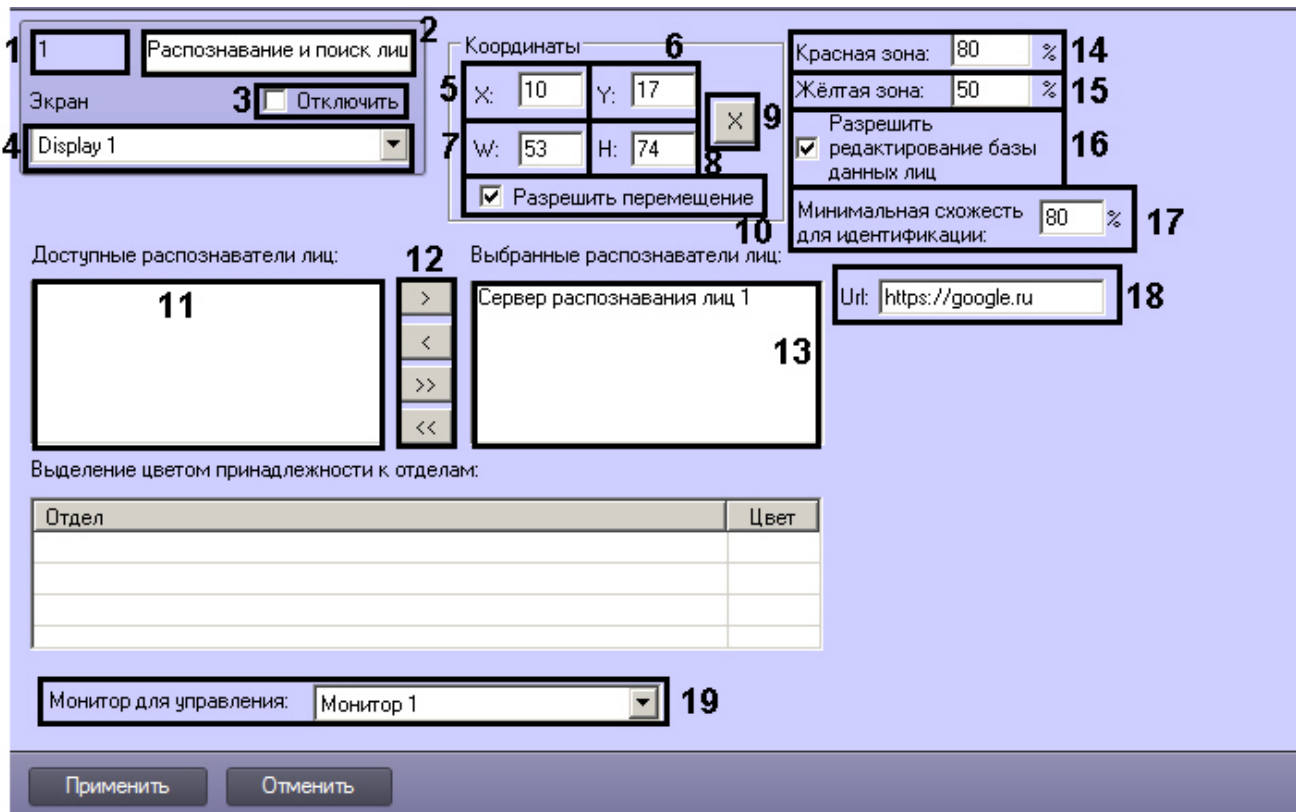 1 1 Распознавание и поиск лиц 2
Экран 3 Отключить
4 Display 1
Координаты 6
5 X: 10 Y: 17
X 9
7 W: 53 H: 74 8
Разрешить перемещение
10
Красная зона: 80 % 14
Жёлтая зона: 50 % 15
Разрешить
редактирование базы
данных лиц
16
Минимальная схожесть
для идентификации: 80 % 17
Доступные распознаватели лиц: 12 Выбранные распознаватели лиц:
11
>
<
>>
<<
Сервер распознавания лиц 1
13
Url: https://google.ru 18
Выделение цветом принадлежности к отделам:
Отдел Цвет
Монитор для управления: Монитор 1 19
Применить Отменить